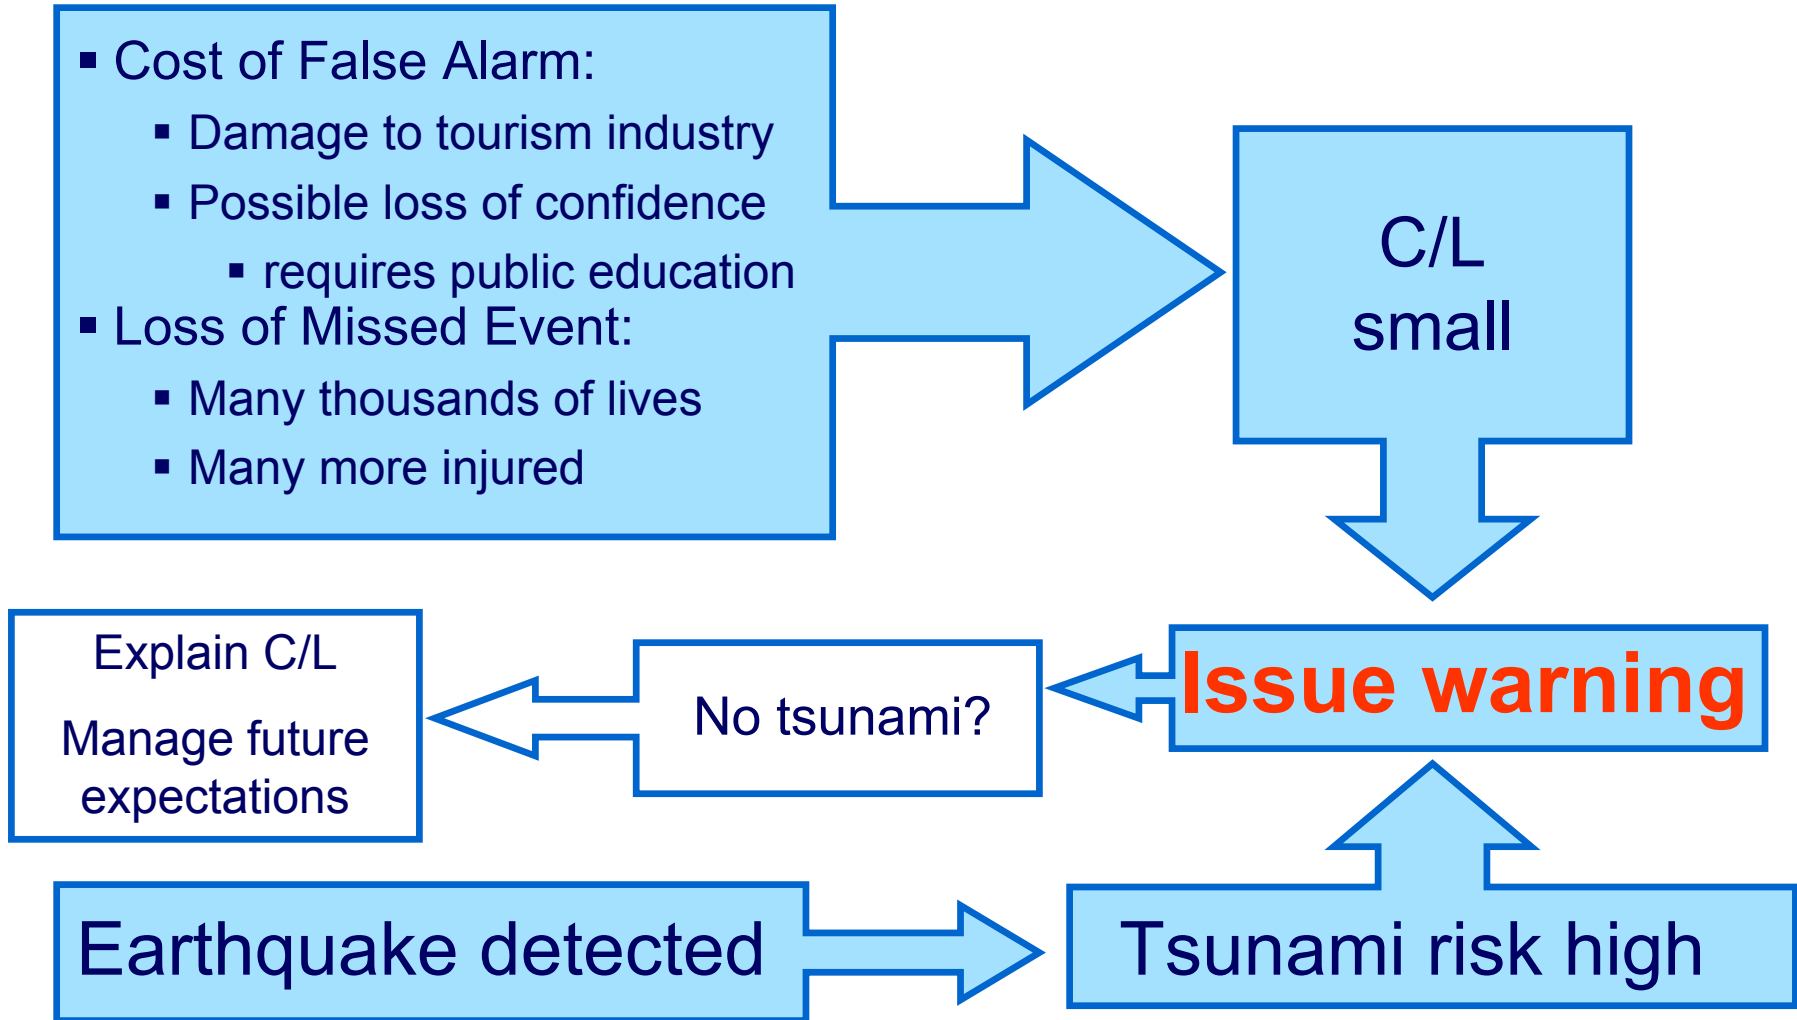 ▪ Cost of False Alarm:
▪ Damage to tourism industry
▪ Possible loss of confidence
▪ requires public education
▪ Loss of Missed Event:
▪ Many thousands of lives
▪ Many more injured
C/L
small
Issue warning
No tsunami?
Explain C/L
Manage future
expectations
Earthquake detected
Tsunami risk high